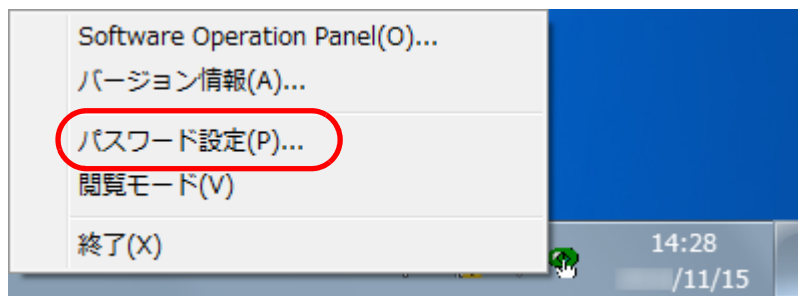 Software Operation Panel(O)...
バージョン情報(A)...
パスワード設定(P)...
閲覧モード(V)
終了(X)
14:28
/11/15